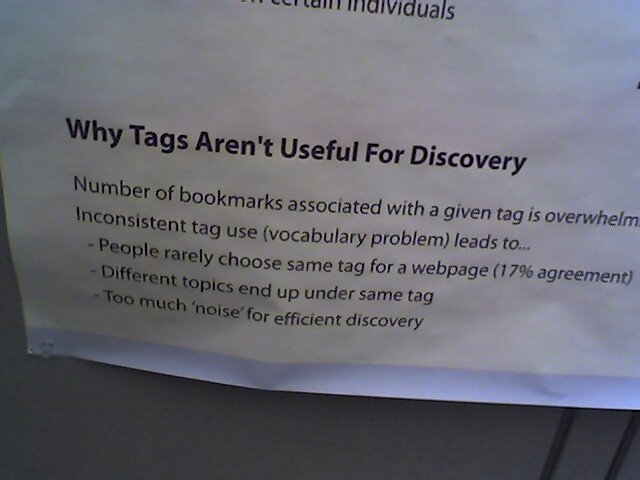 certain individuals
Why Tags Aren't Useful For Discovery
Number of bookmarks associated with a given tag is
Inconsistent tag use (vocabulary problem) leads to...
- People rarely choose same tag for a webpage (17% agreement)
- Different topics end up under same tag
- Too much 'noise' for efficient discovery